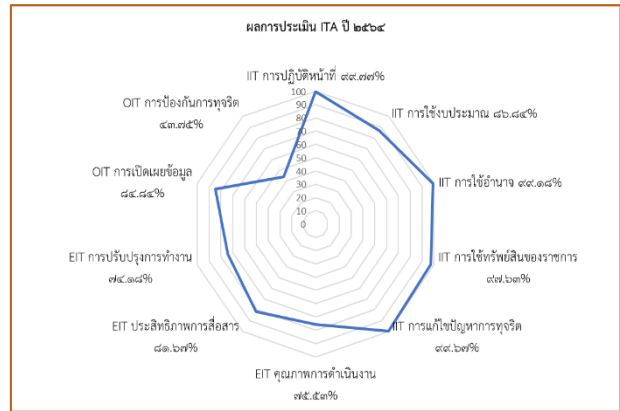 ผลการประเมิน ITA ปี ๒๕๖๔
IIT การปฏิบัติหน้าที่ ๙๙.๗๗%
IIT การใช้งบประมาณ ๘๖.๘๔%
IIT การใช้อำนาจ ๙๙.๑๘%
IIT การใช้ทรัพย์สินของราชการ
๙๗.๖๓%
IIT การแก้ไขปัญหาการทุจริต
๙๙.๖๗%
EIT คุณภาพการดำเนินงาน
๗๕.๕๓%
EIT ประสิทธิภาพการสื่อสาร
๘๑.๖๗%
EIT การปรับปรุงการทำงาน
๗๔.๑๘%
OIT การเปิดเผยข้อมูล
๘๔.๘๔%
OIT การป้องกันการทุจริต
๔๓.๗๕%
100
90
80
70
60
50
40
30
20
10
0